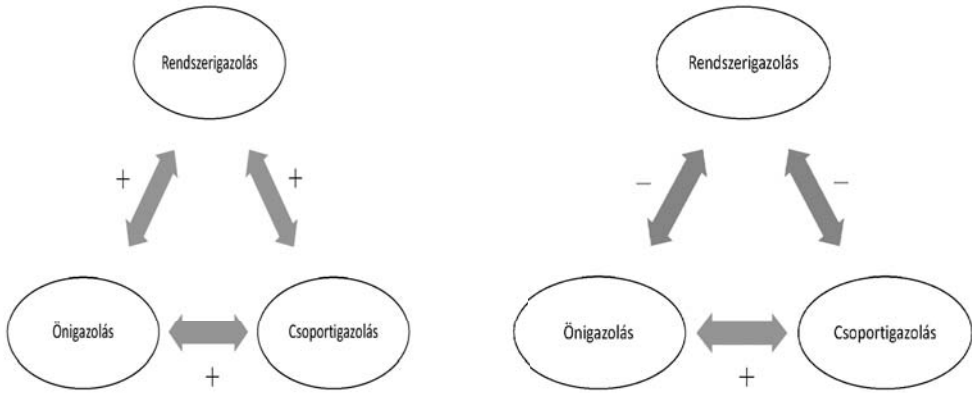 Rendszerigazolás
+
+
Önigazolás
Csoportigazolás
+
Rendszerigazolás
–
–
Önigazolás
Csoportigazolás
+